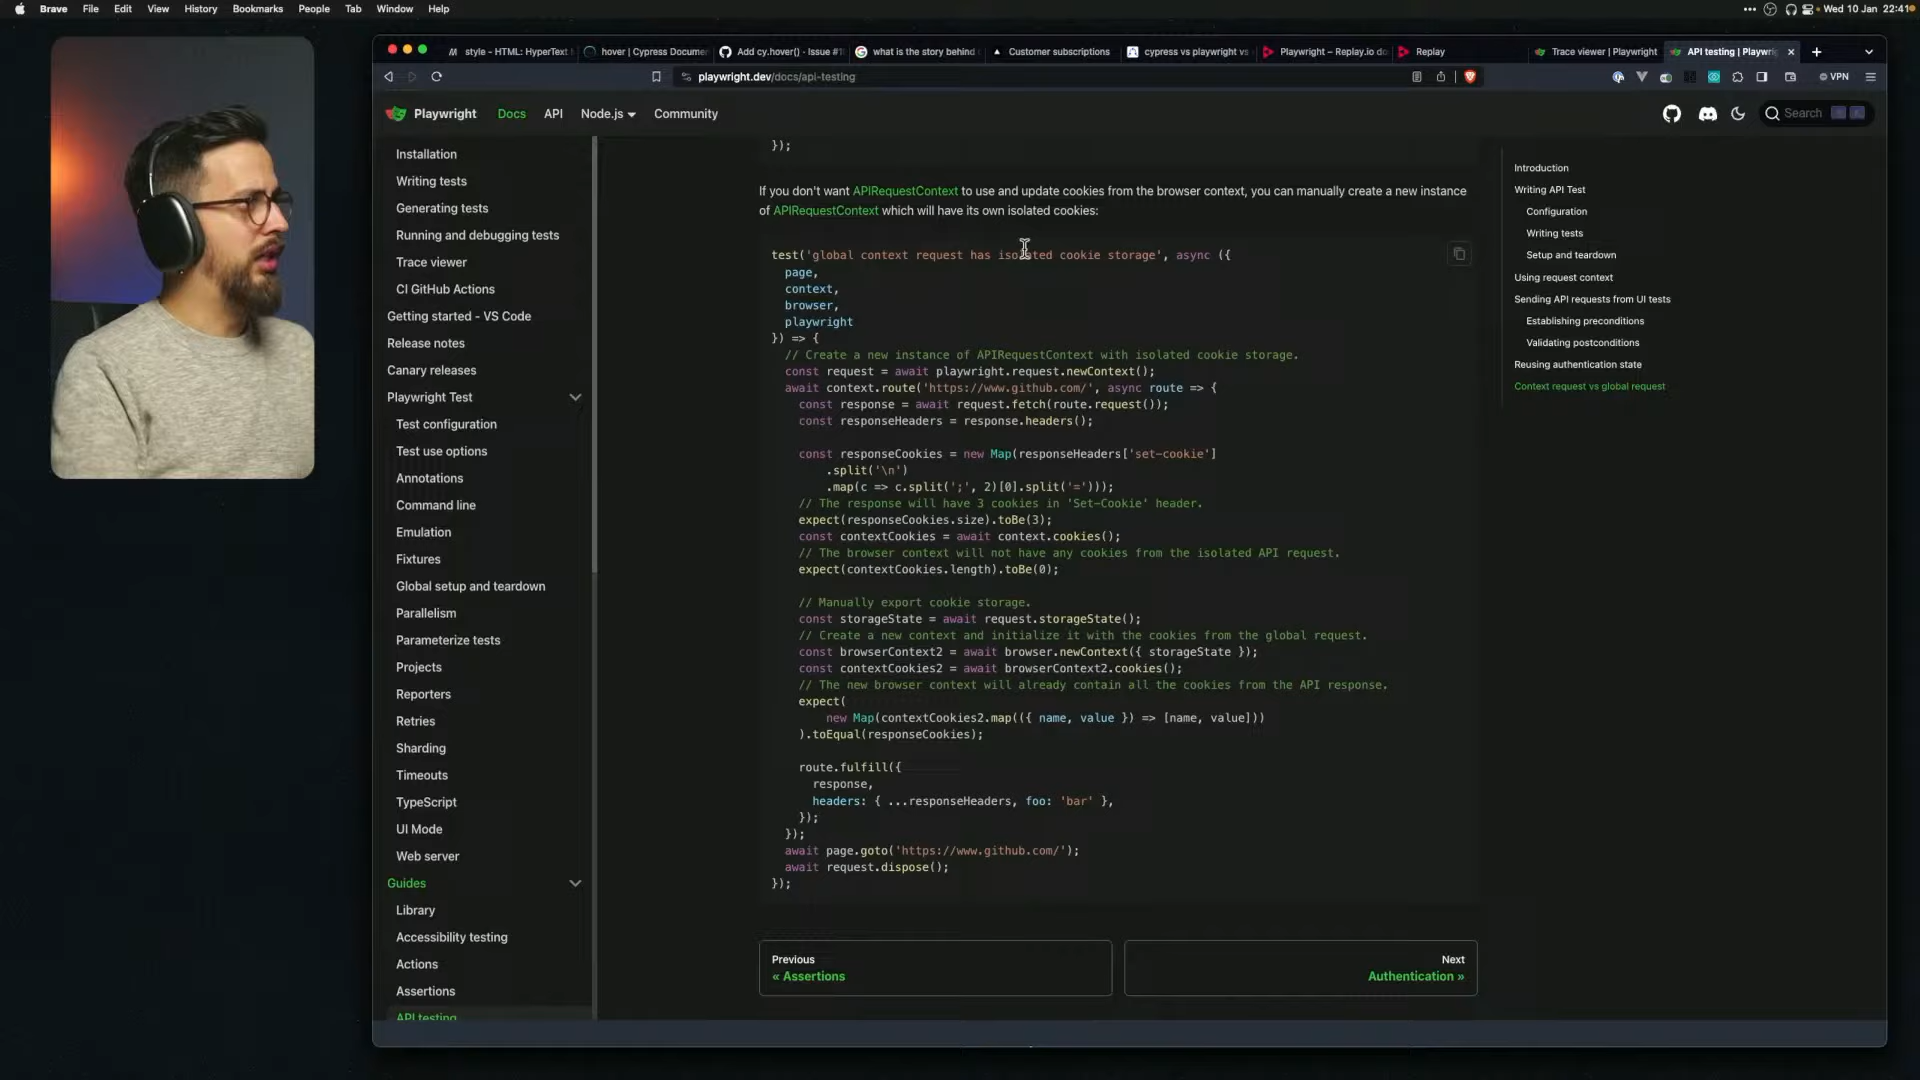 Brave File Edit View History Bookmarks People Tab Window Help
Wed 10 Jan 22:41
style - HTML: HyperText
hover | Cypress Docume
Add cy.hover() · Issue #1
what is the story behind
Customer subscriptions
cypress vs playwright vs
Playwright – Replay.io do
Replay
Trace viewer | Playwright
API testing | Playwri
playwright.dev/docs/api-testing
VPN
Playwright Docs API Node.js Community
Search
Installation
Writing tests
Generating tests
Running and debugging tests
Trace viewer
CI GitHub Actions
Getting started - VS Code
Release notes
Canary releases
Playwright Test
Test configuration
Test use options
Annotations
Command line
Emulation
Fixtures
Global setup and teardown
Parallelism
Parameterize tests
Projects
Reporters
Retries
Sharding
Timeouts
TypeScript
UI Mode
Web server
Guides
Library
Accessibility testing
Actions
Assertions
API testing
});
If you don't want APIRequestContext to use and update cookies from the browser context, you can manually create a new instance
of APIRequestContext which will have its own isolated cookies:
test('global context request has isolated cookie storage', async ({
page,
context,
browser,
playwright
}) => {
// Create a new instance of APIRequestContext with isolated cookie storage.
const request = await playwright.request.newContext();
await context.route('https://www.github.com/', async route => {
const response = await request.fetch(route.request());
const responseHeaders = response.headers();
const responseCookies = new Map(responseHeaders['set-cookie']
.split('\n')
.map(c => c.split(';', 2)[0].split('=')));
// The response will have 3 cookies in 'Set-Cookie' header.
expect(responseCookies.size).toBe(3);
const contextCookies = await context.cookies();
// The browser context will not have any cookies from the isolated API request.
expect(contextCookies.length).toBe(0);
// Manually export cookie storage.
const storageState = await request.storageState();
// Create a new context and initialize it with the cookies from the global request.
const browserContext2 = await browser.newContext({ storageState });
const contextCookies2 = await browserContext2.cookies();
// The new browser context will already contain all the cookies from the API response.
expect(
new Map(contextCookies2.map(({ name, value }) => [name, value]))
).toEqual(responseCookies);
route.fulfill({
response,
headers: { ...responseHeaders, foo: 'bar' },
});
});
await page.goto('https://www.github.com/');
await request.dispose();
});
Previous
« Assertions
Next
Authentication »
Introduction
Writing API Test
Configuration
Writing tests
Setup and teardown
Using request context
Sending API requests from UI tests
Establishing preconditions
Validating postconditions
Reusing authentication state
Context request vs global request